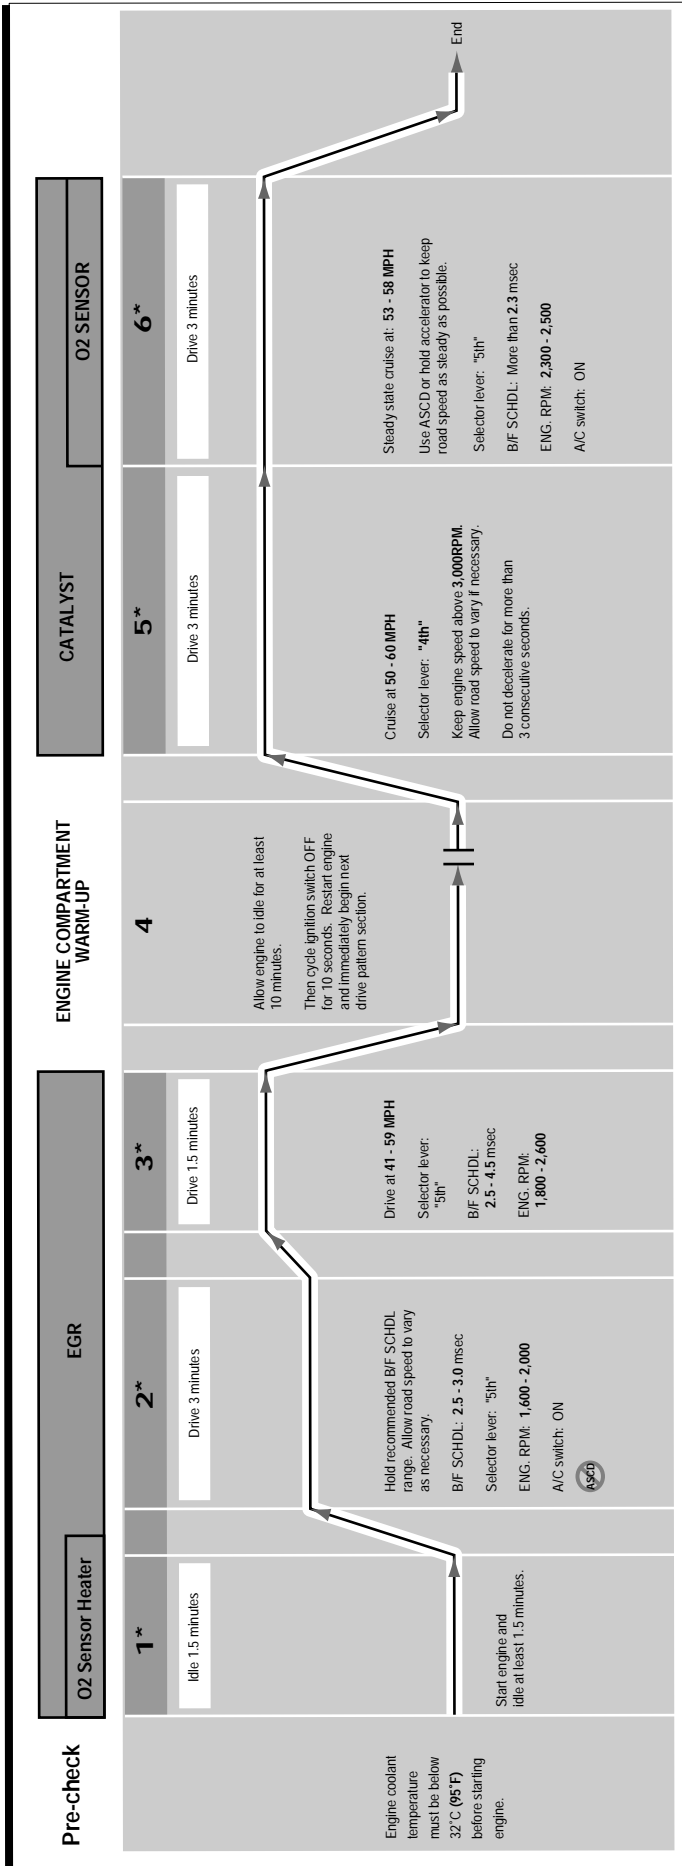 Pre-check
O2 Sensor Heater
EGR
ENGINE COMPARTMENT
WARM-UP
CATALYST
O2 SENSOR
Engine coolant
temperature
must be below
32˚C (95˚F)
before starting
engine.
1*
Idle 1.5 minutes
Start engine and
idle at least 1.5 minutes.
2*
Drive 3 minutes
Hold recommended B/F SCHDL
range. Allow road speed to vary
as necessary.
B/F SCHDL: 2.5 - 3.0 msec
Selector lever: "5th"
ENG. RPM: 1,600 - 2,000
A/C switch: ON
ASCD
3*
Drive 1.5 minutes
Drive at 41 - 59 MPH
Selector lever:
"5th"
B/F SCHDL:
2.5 - 4.5 msec
ENG. RPM:
1,800 - 2,600
4
Allow engine to idle for at least
10 minutes.
Then cycle ignition switch OFF
for 10 seconds. Restart engine
and immediately begin next
drive pattern section.
5*
Drive 3 minutes
Cruise at 50 - 60 MPH
Selector lever: "4th"
Keep engine speed above 3,000RPM.
Allow road speed to vary if necessary.
Do not decelerate for more than
3 consecutive seconds.
6*
Drive 3 minutes
Steady state cruise at: 53 - 58 MPH
Use ASCD or hold accelerator to keep
road speed as steady as possible.
Selector lever: "5th"
B/F SCHDL: More than 2.3 msec
ENG. RPM: 2,300 - 2,500
A/C switch: ON
End